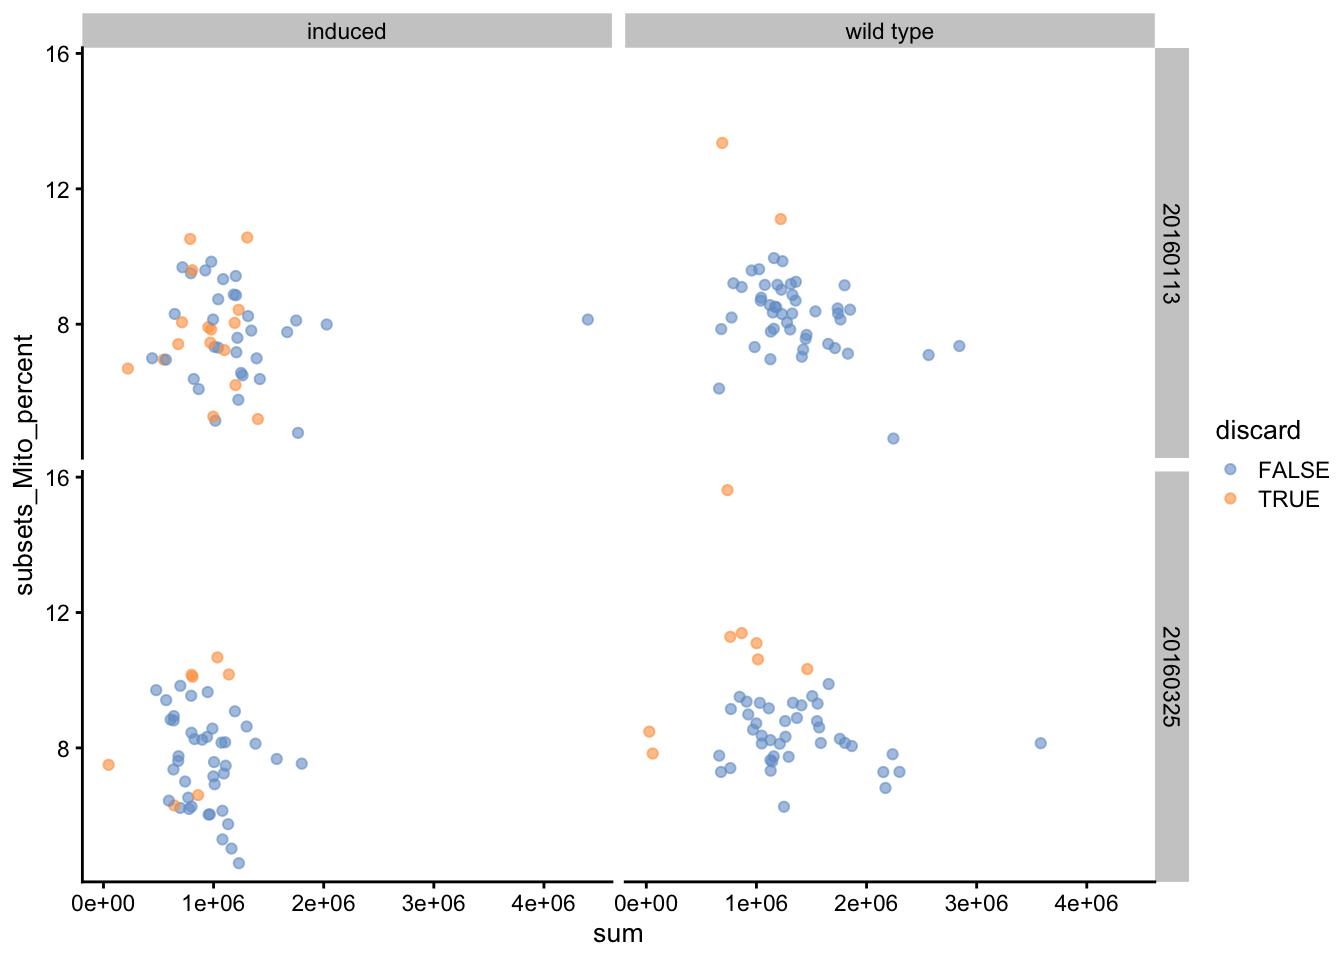 induced
wild type
16
12
8
20160113
subsets_Mito_percent
16
12
8
20160325
0e+00
1e+06
2e+06
3e+06
4e+06
0e+00
1e+06
2e+06
3e+06
4e+06
sum
discard
FALSE
TRUE